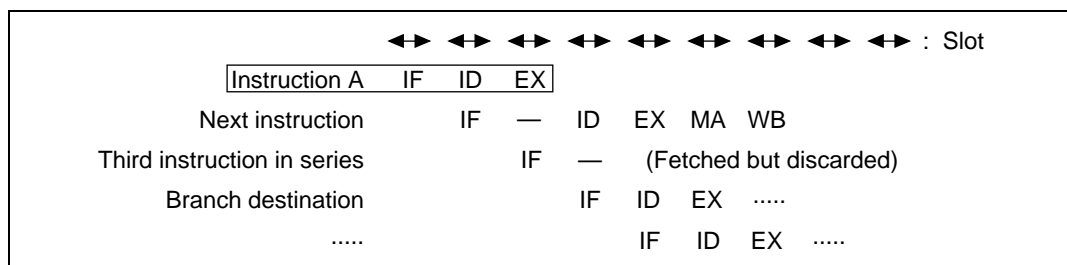 : Slot
Instruction A IF ID EX
Next instruction IF — ID EX MA WB
Third instruction in series IF — (Fetched but discarded)
Branch destination IF ID EX .....
..... IF ID EX .....